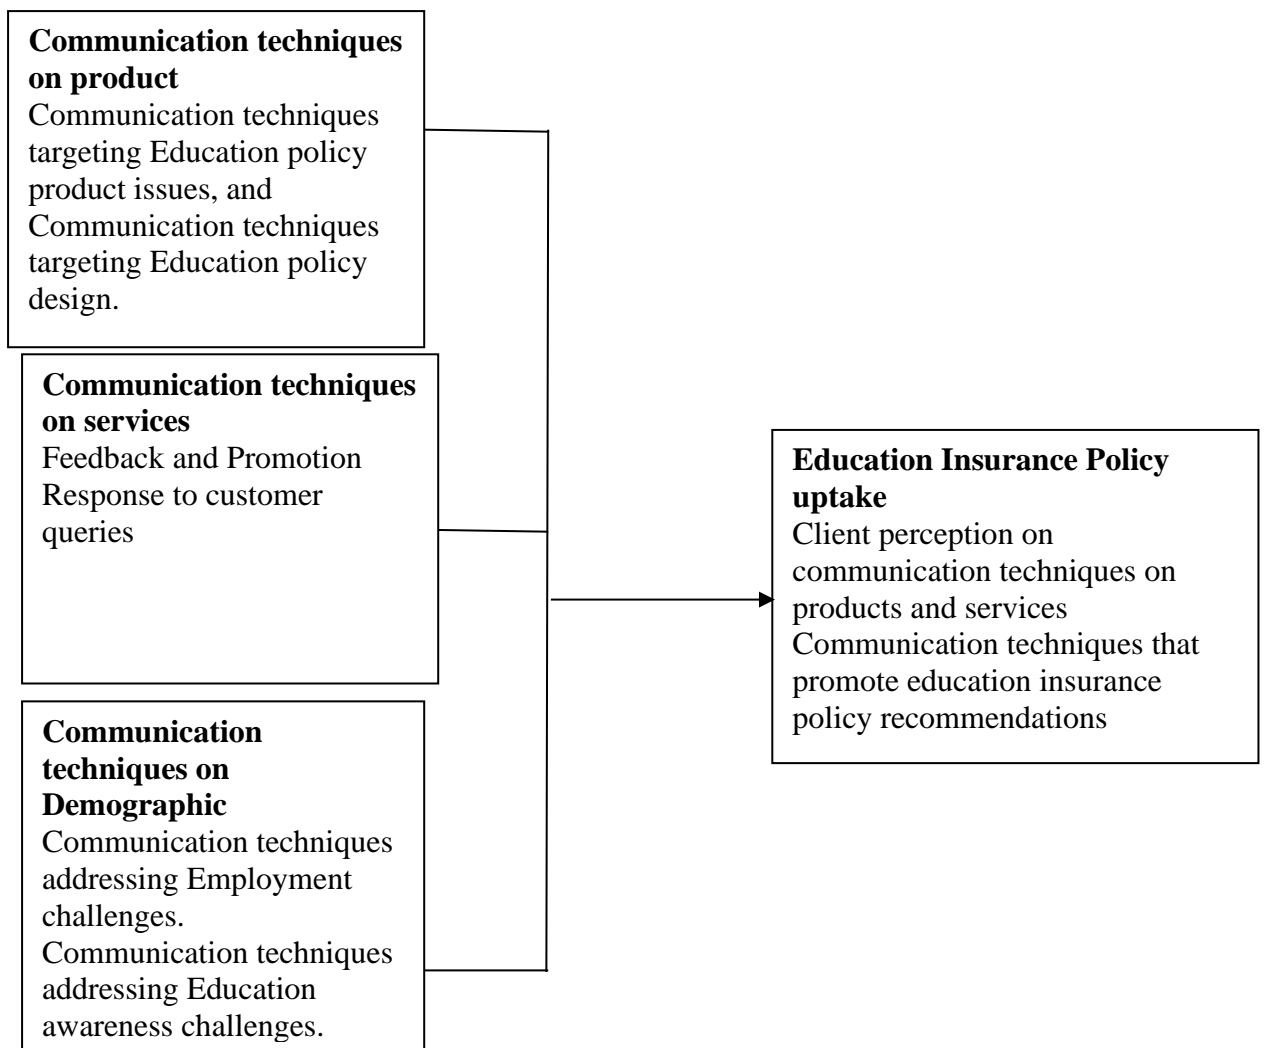 Communication techniques
on product
Communication techniques
targeting Education policy
product issues, and
Communication techniques
targeting Education policy
design.
Communication techniques
on services
Feedback and Promotion
Response to customer
queries
Communication
techniques on
Demographic
Communication techniques
addressing Employment
challenges.
Communication techniques
addressing Education
awareness challenges.
Education Insurance Policy
uptake
Client perception on
communication techniques on
products and services
Communication techniques that
promote education insurance
policy recommendations